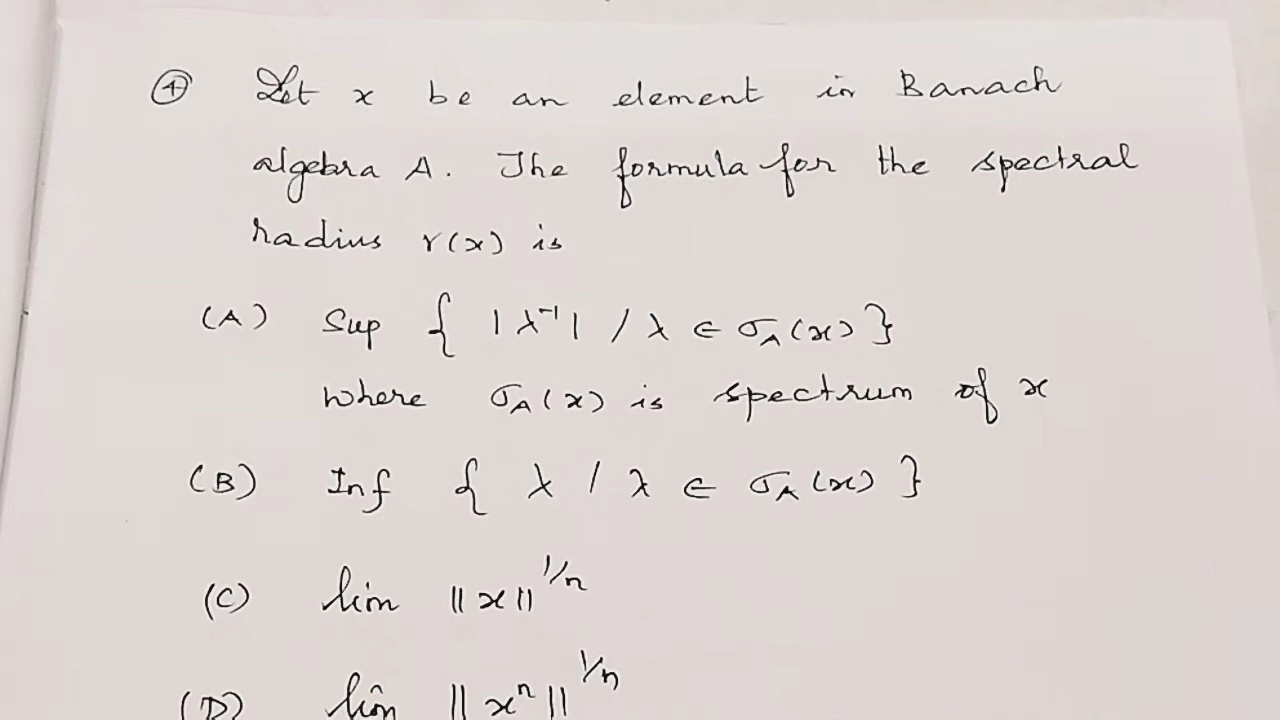 ④ Let x be an element in Banach
algebra A. The formula for the spectral
radius r(x) is
(A) Sup { |λ⁻¹| / λ ∈ σ_A(x) }
where σ_A(x) is spectrum of x
(B) Inf { λ / λ ∈ σ_A(x) }
(C) lim ||x||^{1/n}
(D) lim ||xⁿ||^{1/n}